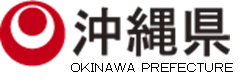 沖縄県
OKINAWA PREFECTURE